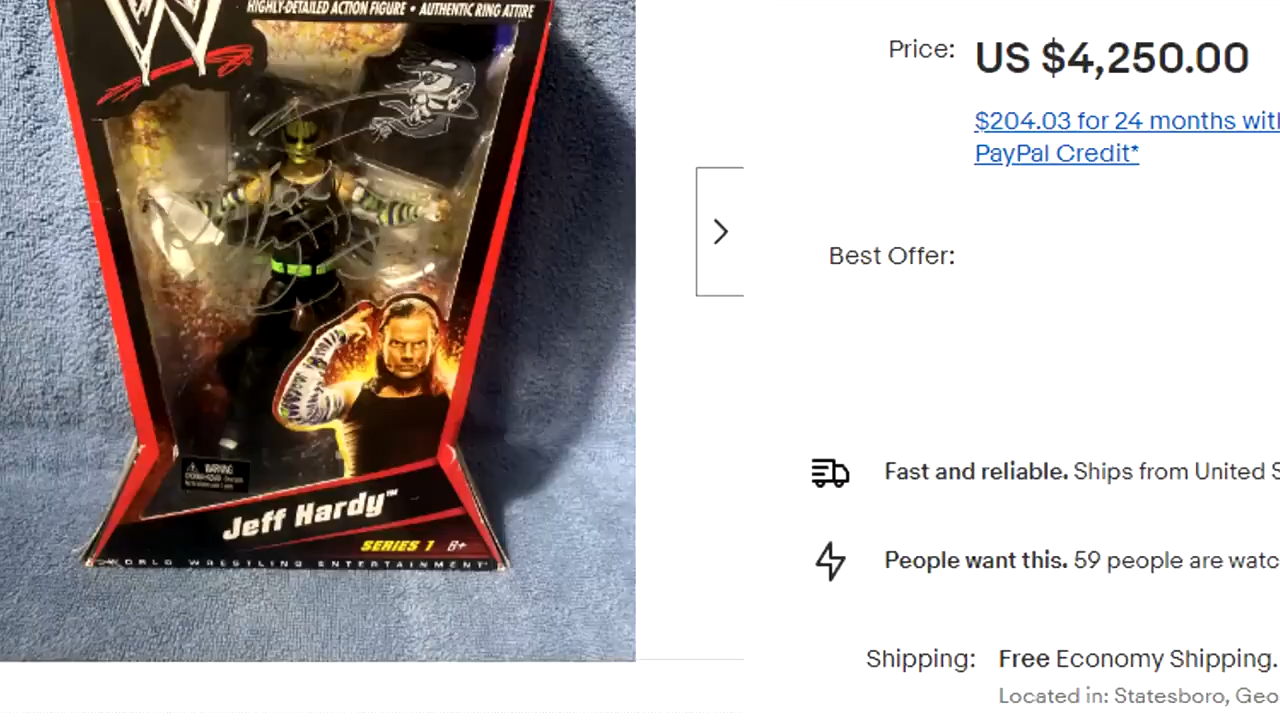 HIGHLY-DETAILED ACTION FIGURE • AUTHENTIC RING ATTIRE
W
WARNING
Jeff Hardy™
SERIES 1 8+
WORLD WRESTLING ENTERTAINMENT
Price: US $4,250.00
$204.03 for 24 months with
PayPal Credit*
Best Offer:
Fast and reliable. Ships from United S
People want this. 59 people are watc
Shipping: Free Economy Shipping.
Located in: Statesboro, Geo